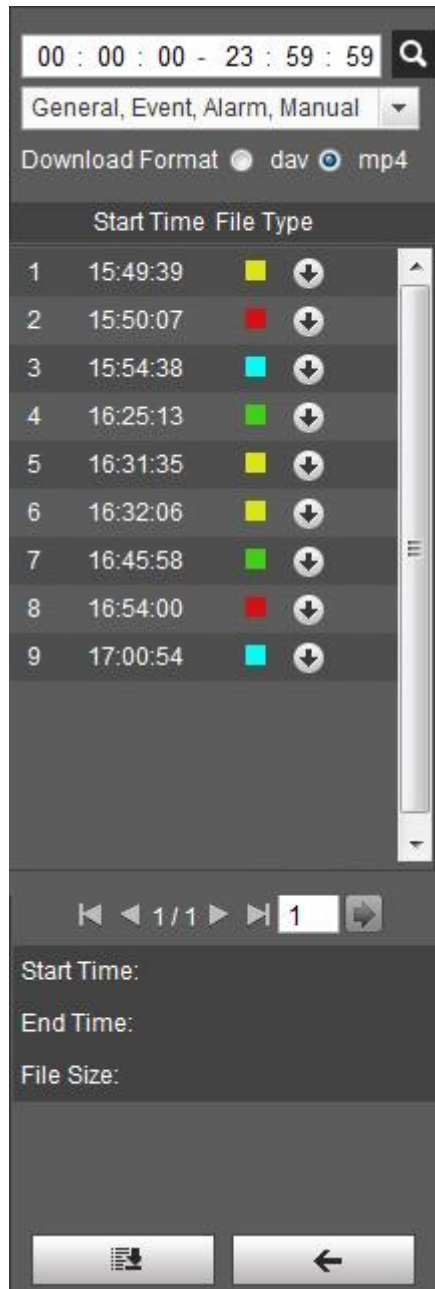 00 : 00 : 00 - 23 : 59 : 59
General, Event, Alarm, Manual
Download Format dav mp4
Start Time File Type
1 15:49:39
2 15:50:07
3 15:54:38
4 16:25:13
5 16:31:35
6 16:32:06
7 16:45:58
8 16:54:00
9 17:00:54
1 / 1 1
Start Time:
End Time:
File Size: